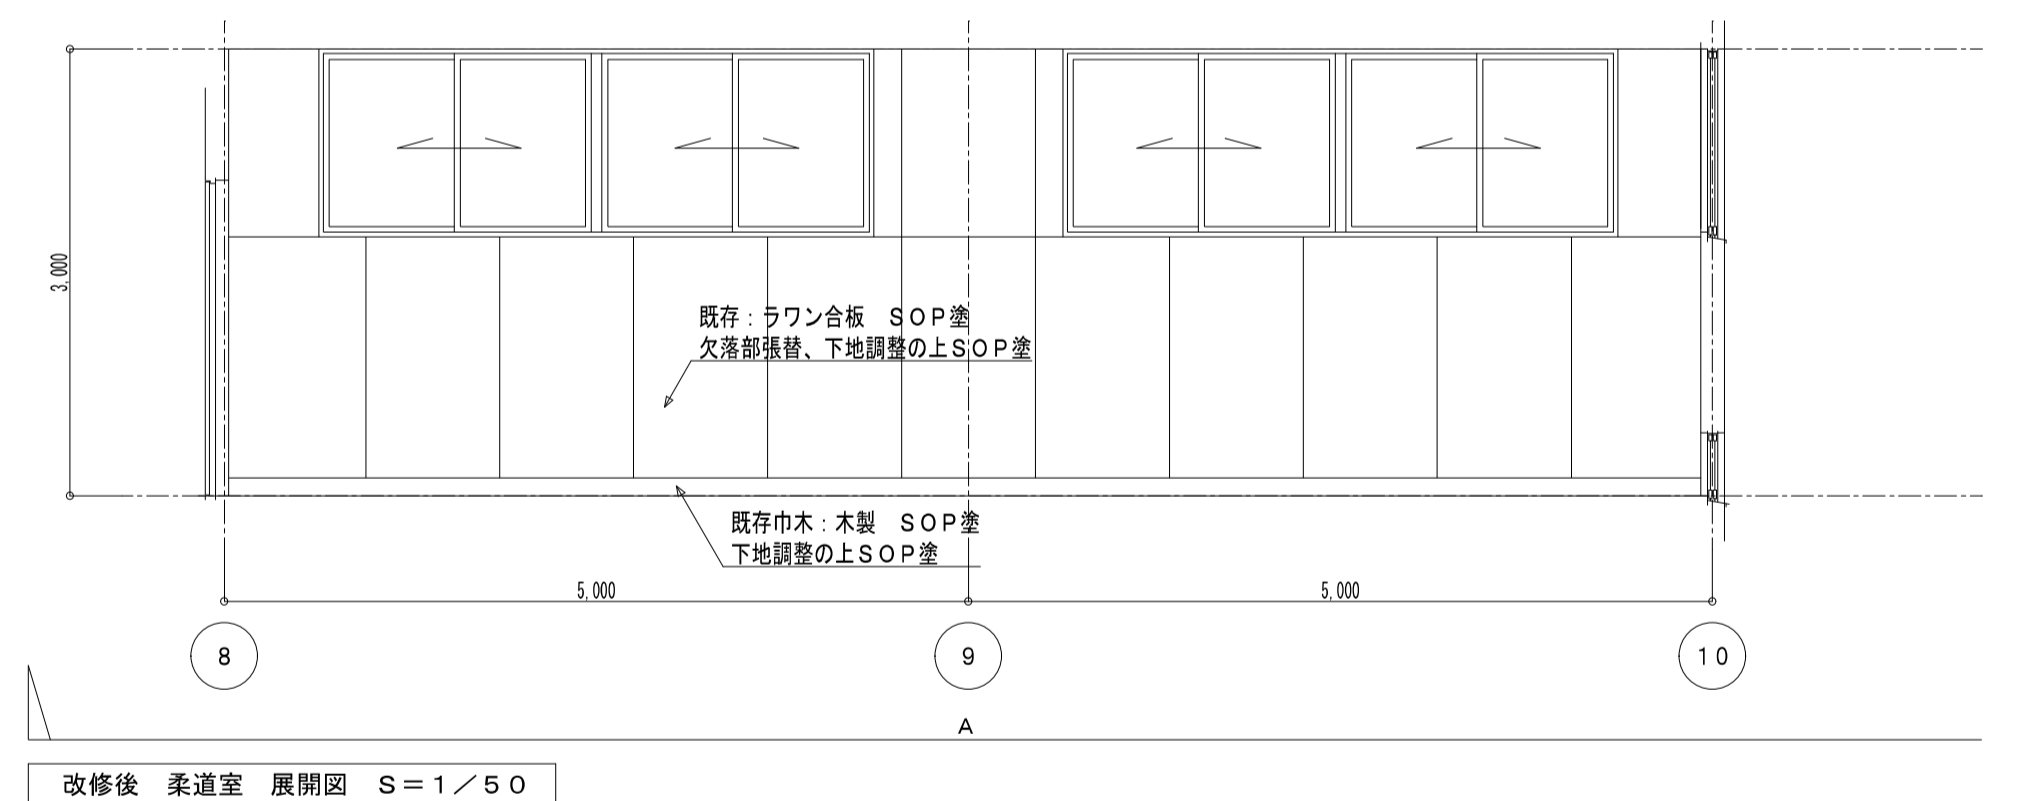 3,000
既存：ラワン合板　ＳＯＰ塗
欠落部張替、下地調整の上ＳＯＰ塗
既存巾木：木製　ＳＯＰ塗
下地調整の上ＳＯＰ塗
5,000
5,000
8
9
10
A
改修後　柔道室　展開図　Ｓ＝１／５０